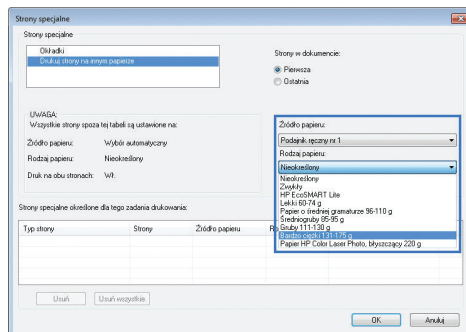 Strony specjalne
Strony specjalne
Okładki
Drukuj strony na innym papierze
Strony w dokumencie:
Pierwsza
Ostatnia
UWAGA:
Wszystkie strony spoza tej tabeli są ustawione na:
Źródło papieru: Wybór automatyczny
Rodzaj papieru: Nieokreślony
Druk na obu stronach: Wł.
Źródło papieru:
Podajnik ręczny nr 1
Rodzaj papieru:
Nieokreślony
Nieokreślony
Zwykły
HP EcoSMART Lite
Lekki 60-74 g
Papier o średniej gramaturze 96-110 g
Średniogruby 85-95 g
Gruby 111-130 g
Bardzo ciężki 131-175 g
Papier HP Color Laser Photo, błyszczący 220 g
Strony specjalne określone dla tego zadania drukowania:
Typ strony Strony Źródło papieru
Usuń Usuń wszystkie
OK Anuluj